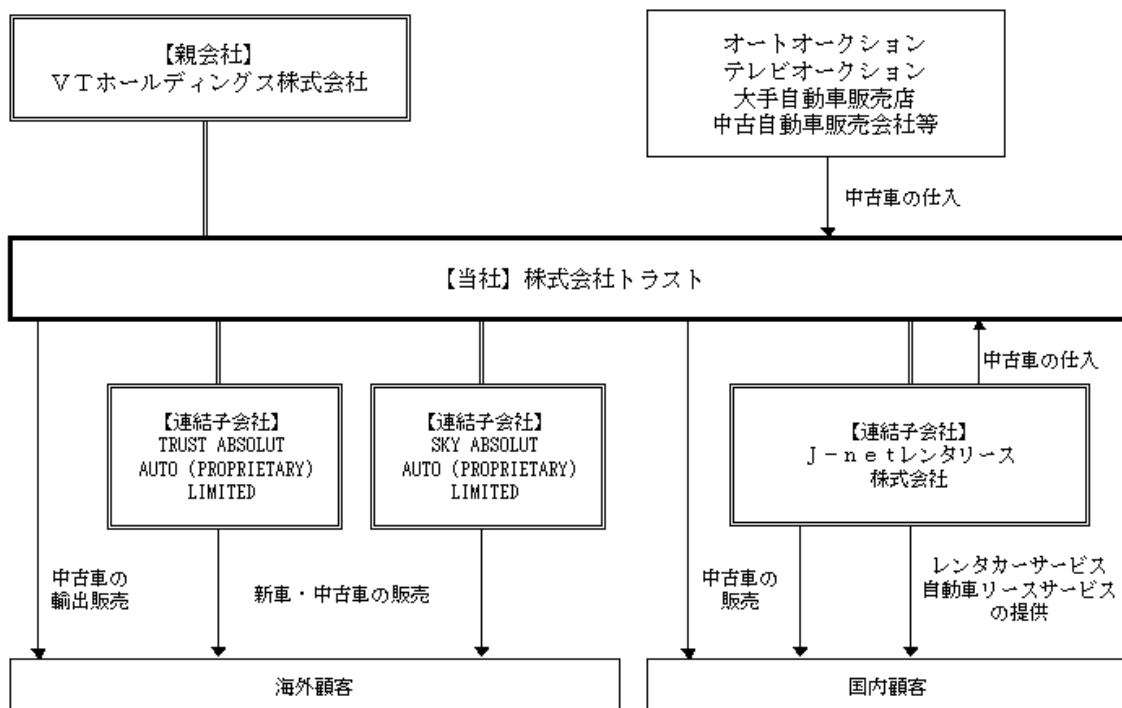 【親会社】
ＶＴホールディングス株式会社
オートオークション
テレビオークション
大手自動車販売店
中古自動車販売会社等
中古車の仕入
【当社】株式会社トラスト
中古車の仕入
【連結子会社】
TRUST ABSOLUT
AUTO (PROPRIETARY)
LIMITED
【連結子会社】
SKY ABSOLUT
AUTO (PROPRIETARY)
LIMITED
【連結子会社】
Ｊ－ｎｅｔレンタリース
株式会社
中古車の
輸出販売
新車・中古車の販売
中古車の
販売
レンタカーサービス
自動車リースサービス
の提供
海外顧客
国内顧客